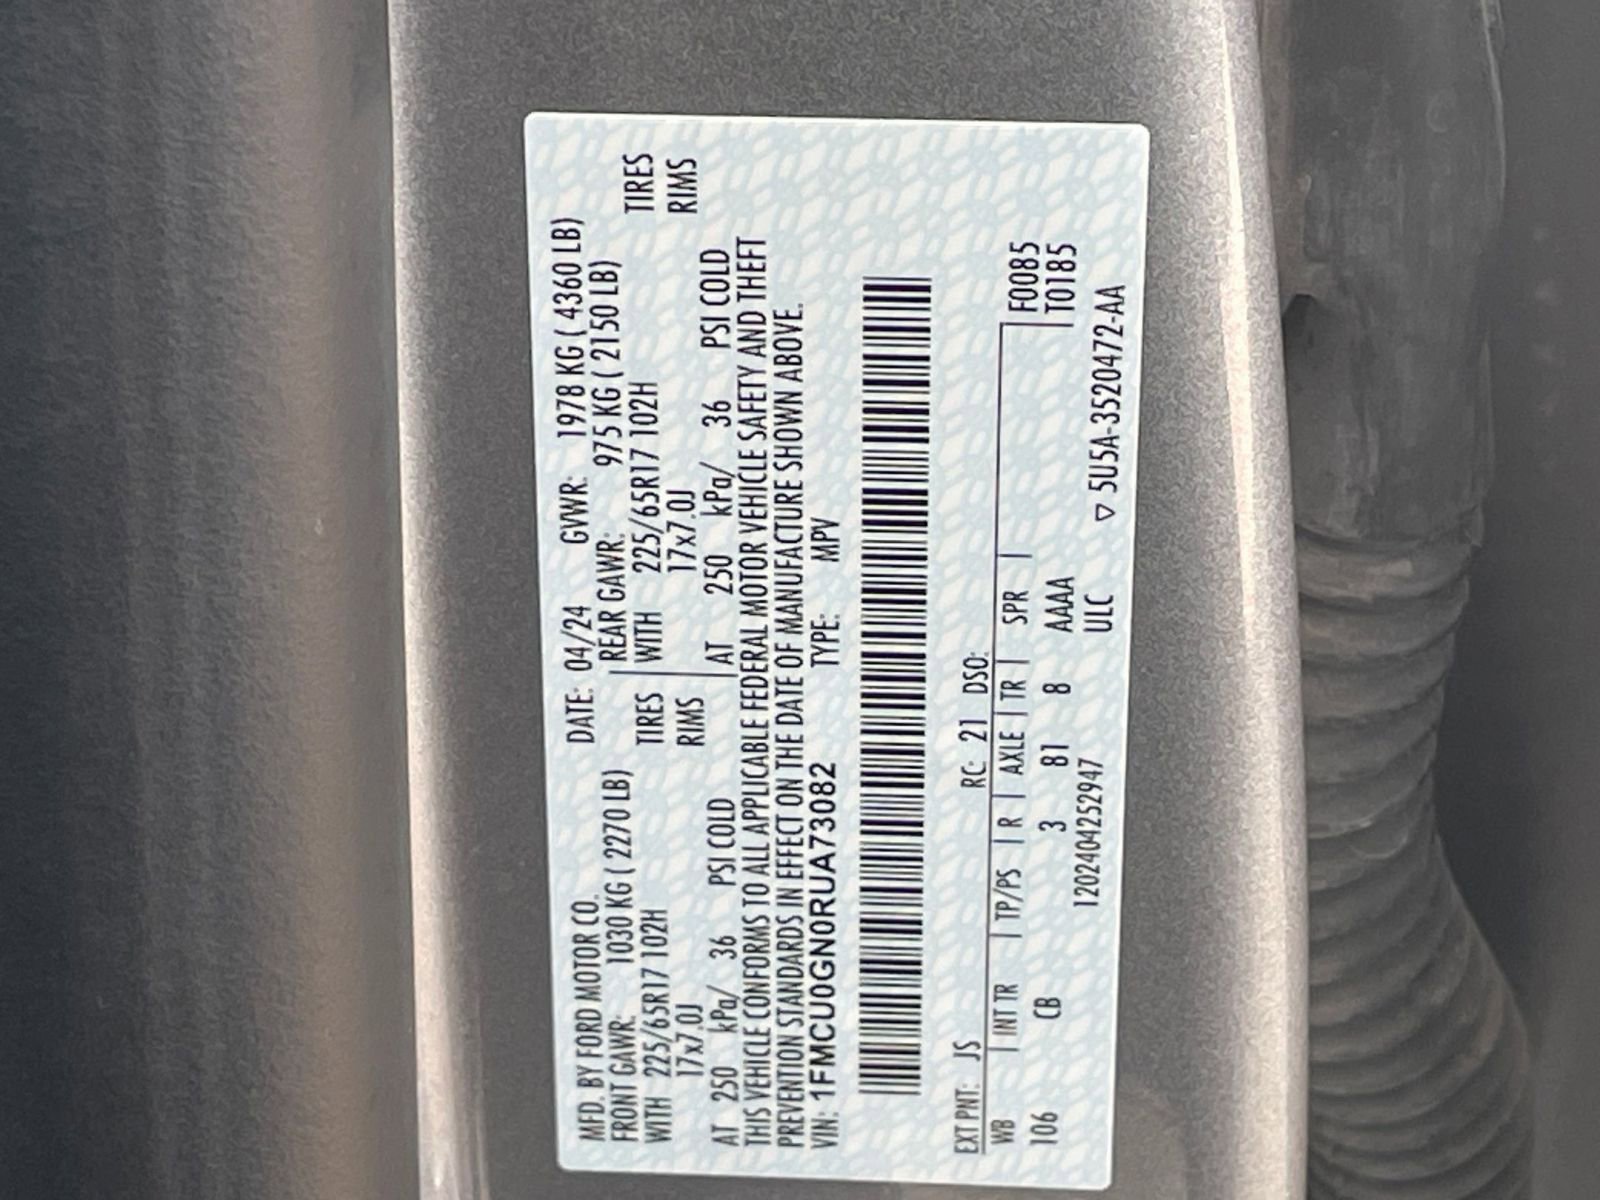 MFD. BY FORD MOTOR CO. DATE: 04/24 GVWR: 1978 KG ( 4360 LB)
FRONT GAWR: 1030 KG ( 2270 LB) REAR GAWR: 975 KG ( 2150 LB)
WITH 225/65R17 102H TIRES WITH 225/65R17 102H TIRES
17x7.0J RIMS 17x7.0J RIMS
AT 250 kPa/ 36 PSI COLD AT 250 kPa/ 36 PSI COLD
THIS VEHICLE CONFORMS TO ALL APPLICABLE FEDERAL MOTOR VEHICLE SAFETY AND THEFT
PREVENTION STANDARDS IN EFFECT ON THE DATE OF MANUFACTURE SHOWN ABOVE.
VIN: 1FMCU0GN0RUA73082 TYPE: MPV
EXT PNT: JS RC: 21 DSO:
WB | INT TR | TP/PS | R | AXLE | TR | SPR | F0085
106 CB 3 81 8 AAAA T0185
1202404252947 ULC ▽ 5U5A-3520472-AA